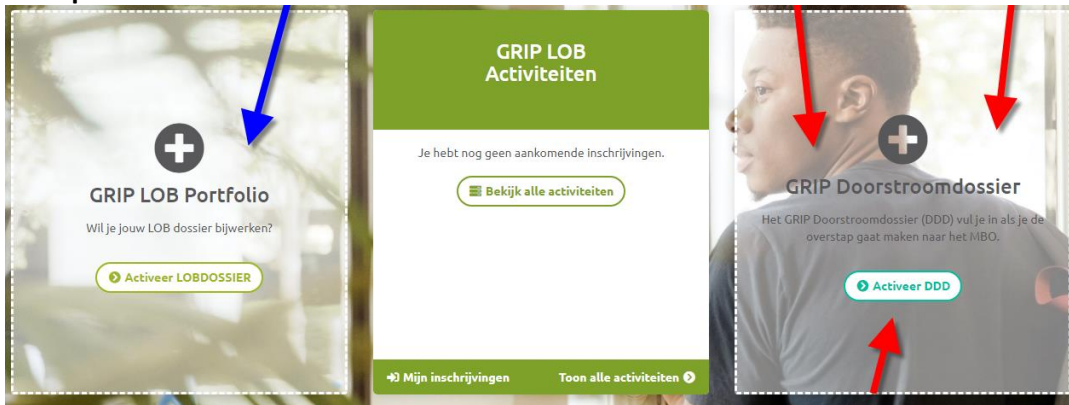 GRIP LOB Portfolio
Wil je jouw LOB dossier bijwerken?
Activeer LOBDOSSIER
GRIP LOB
Activiteiten
Je hebt nog geen aankomende inschrijvingen.
Bekijk alle activiteiten
Mijn inschrijvingen
Toon alle activiteiten
GRIP Doorstroomdossier
Het GRIP Doorstroomdossier (DDD) vul je in als je de
overstap gaat maken naar het MBO.
Activeer DDD